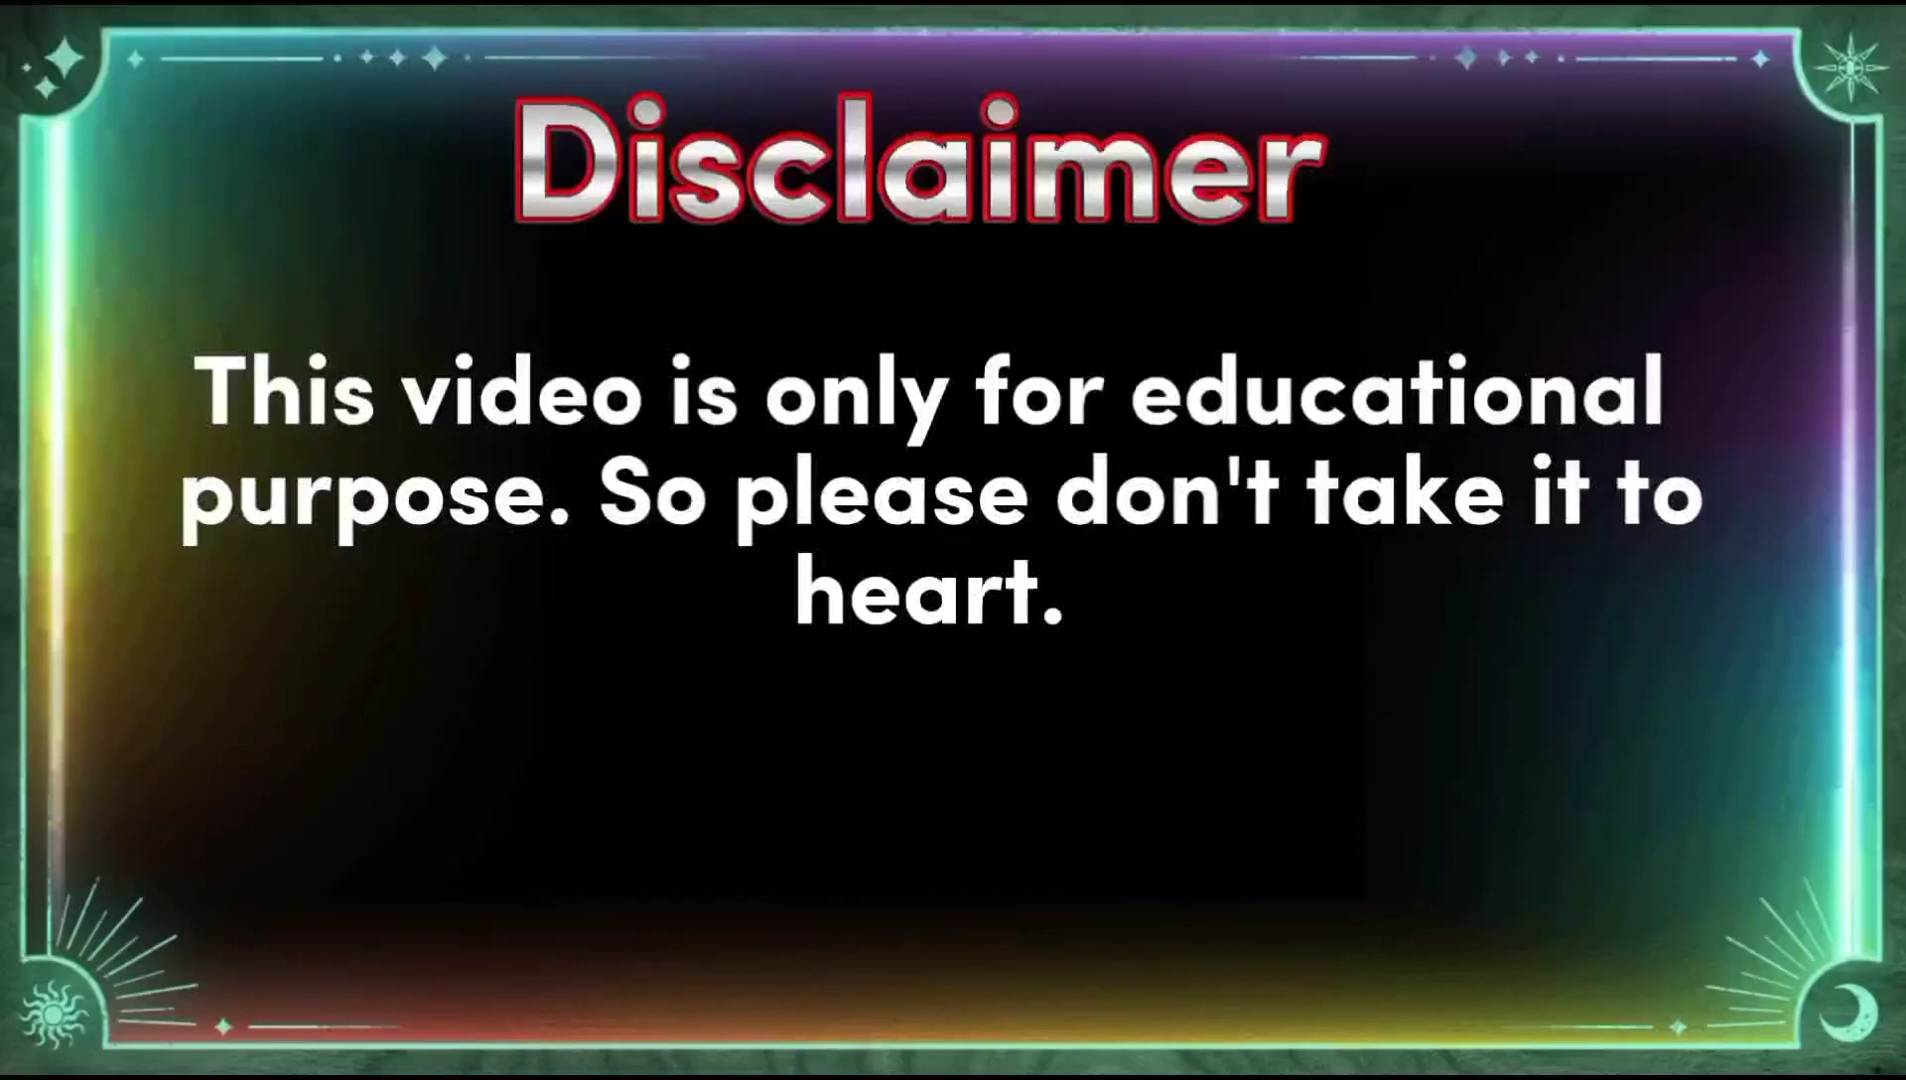 Disclaimer
This video is only for educational
purpose. So please don't take it to
heart.